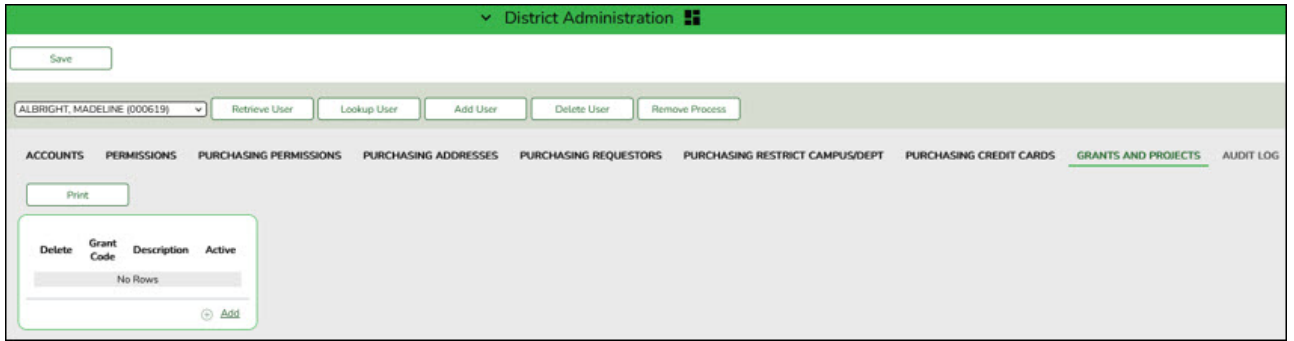 District Administration
Save
ALBRIGHT, MADELINE (000619) Retrieve User Lookup User Add User Delete User Remove Process
ACCOUNTS PERMISSIONS PURCHASING PERMISSIONS PURCHASING ADDRESSES PURCHASING REQUESTORS PURCHASING RESTRICT CAMPUS/DEPT PURCHASING CREDIT CARDS GRANTS AND PROJECTS AUDIT LOG
Print
Delete Grant Code Description Active
No Rows
Add